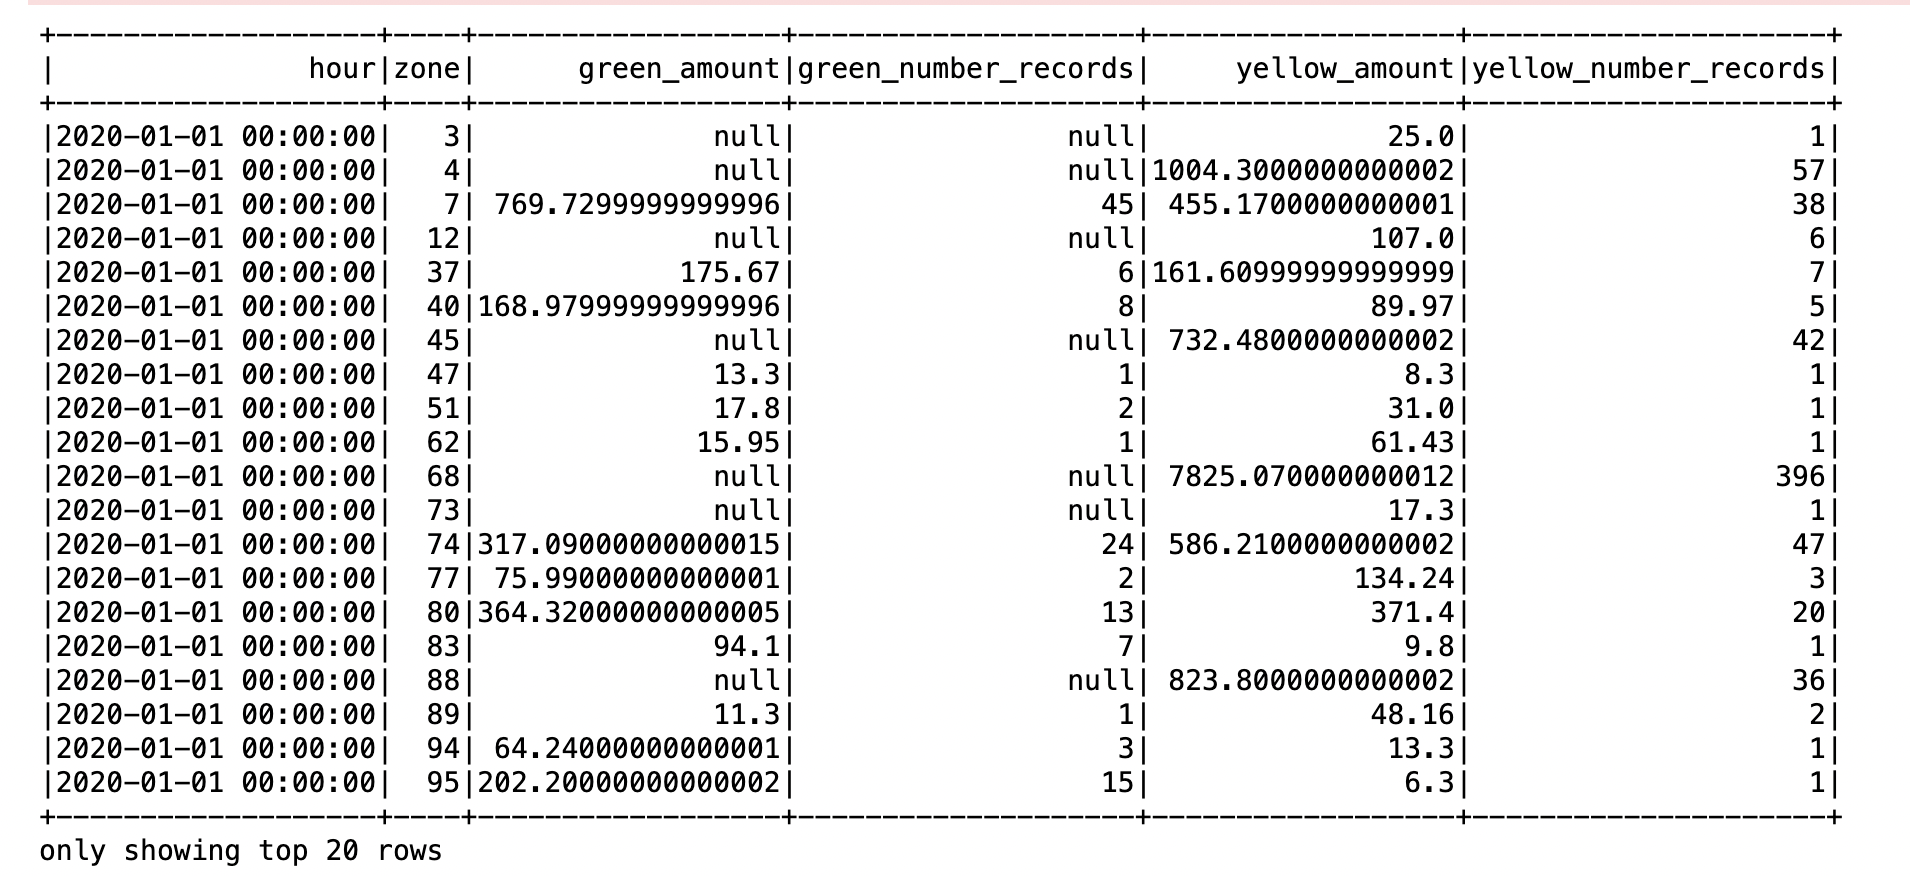 +-------------------+----+------------------+--------------------+------------------+---------------------+
|               hour|zone|      green_amount|green_number_records|     yellow_amount|yellow_number_records|
+-------------------+----+------------------+--------------------+------------------+---------------------+
|2020-01-01 00:00:00|   3|              null|                null|              25.0|                    1|
|2020-01-01 00:00:00|   4|              null|                null|1004.3000000000002|                   57|
|2020-01-01 00:00:00|   7| 769.7299999999996|                  45| 455.1700000000001|                   38|
|2020-01-01 00:00:00|  12|              null|                null|             107.0|                    6|
|2020-01-01 00:00:00|  37|            175.67|                   6|161.60999999999999|                    7|
|2020-01-01 00:00:00|  40|168.97999999999996|                   8|             89.97|                    5|
|2020-01-01 00:00:00|  45|              null|                null| 732.4800000000002|                   42|
|2020-01-01 00:00:00|  47|              13.3|                   1|               8.3|                    1|
|2020-01-01 00:00:00|  51|              17.8|                   2|              31.0|                    1|
|2020-01-01 00:00:00|  62|             15.95|                   1|             61.43|                    1|
|2020-01-01 00:00:00|  68|              null|                null| 7825.070000000012|                  396|
|2020-01-01 00:00:00|  73|              null|                null|              17.3|                    1|
|2020-01-01 00:00:00|  74|317.09000000000015|                  24| 586.2100000000002|                   47|
|2020-01-01 00:00:00|  77| 75.99000000000001|                   2|            134.24|                    3|
|2020-01-01 00:00:00|  80|364.32000000000005|                  13|             371.4|                   20|
|2020-01-01 00:00:00|  83|              94.1|                   7|               9.8|                    1|
|2020-01-01 00:00:00|  88|              null|                null| 823.8000000000002|                   36|
|2020-01-01 00:00:00|  89|              11.3|                   1|             48.16|                    2|
|2020-01-01 00:00:00|  94| 64.24000000000001|                   3|              13.3|                    1|
|2020-01-01 00:00:00|  95|202.20000000000002|                  15|               6.3|                    1|
+-------------------+----+------------------+--------------------+------------------+---------------------+
only showing top 20 rows